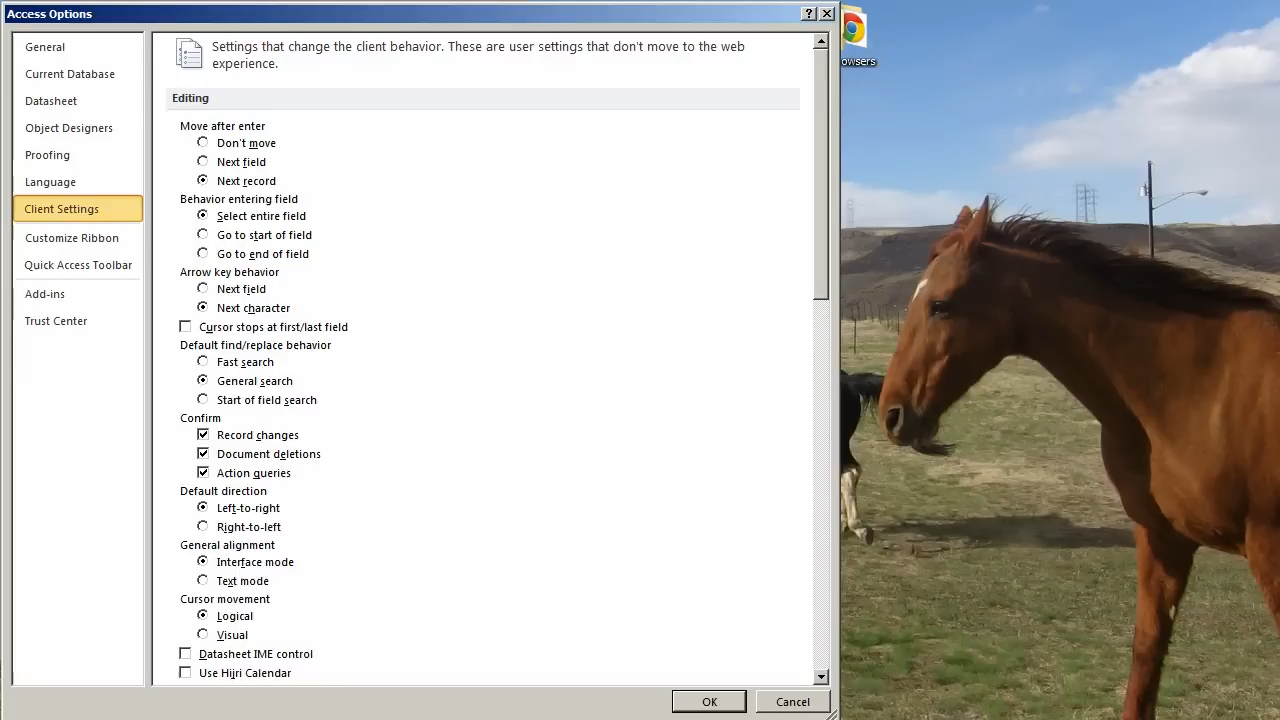 Access Options
General
Current Database
Datasheet
Object Designers
Proofing
Language
Client Settings
Customize Ribbon
Quick Access Toolbar
Add-ins
Trust Center
Settings that change the client behavior. These are user settings that don't move to the web
experience.
Editing
Move after enter
Don't move
Next field
Next record
Behavior entering field
Select entire field
Go to start of field
Go to end of field
Arrow key behavior
Next field
Next character
Cursor stops at first/last field
Default find/replace behavior
Fast search
General search
Start of field search
Confirm
Record changes
Document deletions
Action queries
Default direction
Left-to-right
Right-to-left
General alignment
Interface mode
Text mode
Cursor movement
Logical
Visual
Datasheet IME control
Use Hijri Calendar
OK
Cancel
owsers